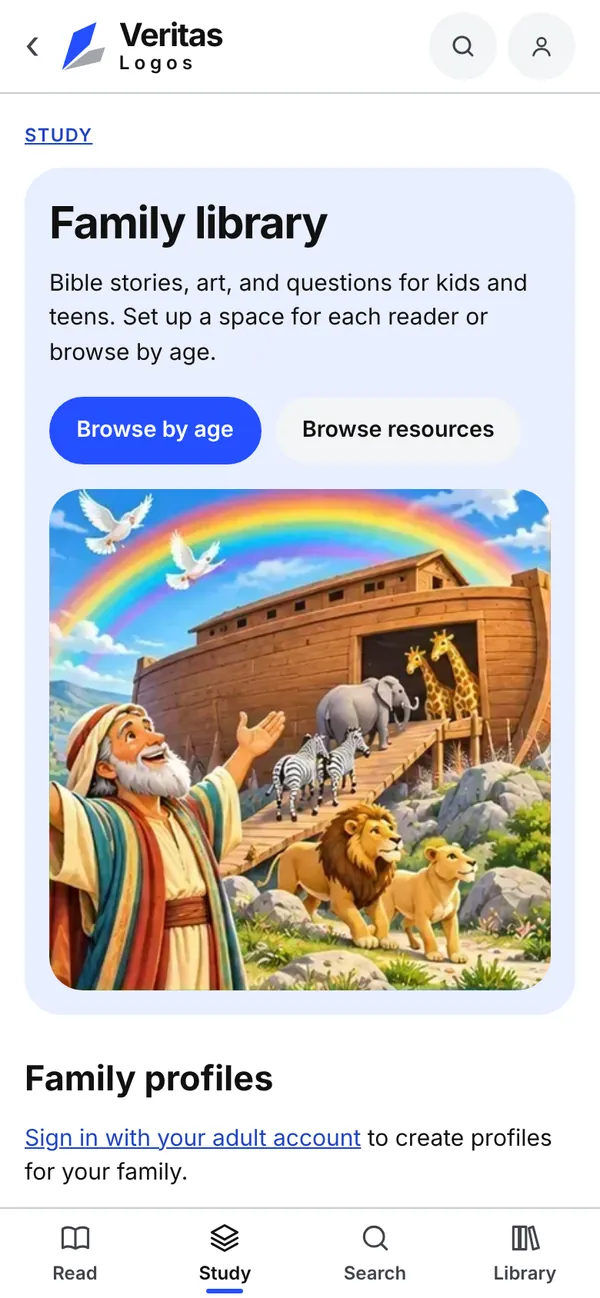 Veritas
Logos
STUDY
Family library
Bible stories, art, and questions for kids and
teens. Set up a space for each reader or
browse by age.
Browse by age
Browse resources
Family profiles
Sign in with your adult account to create profiles
for your family.
Read
Study
Search
Library